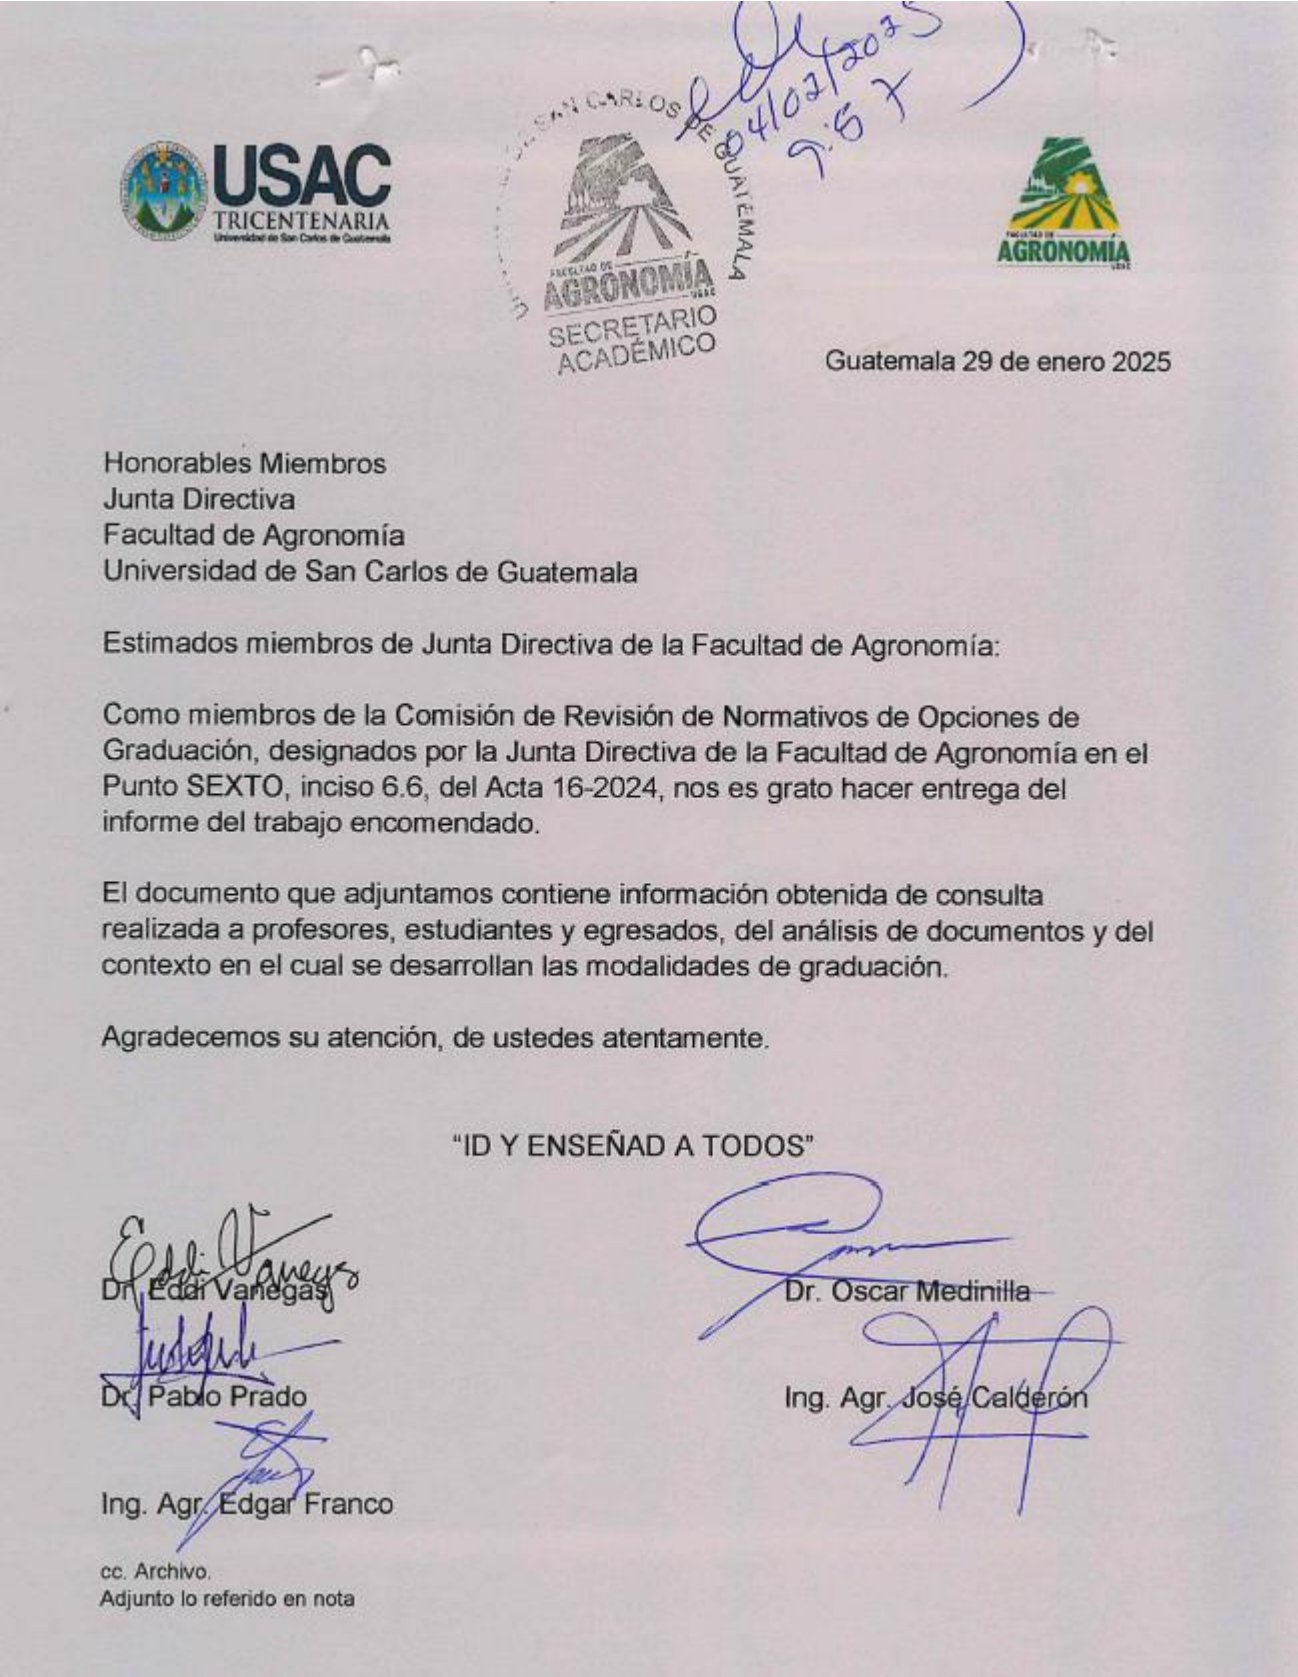 04/02/2025
9:57
USAC
TRICENTENARIA
Universidad de San Carlos de Guatemala
DE SAN CARLOS DE GUATEMALA
FACULTAD DE
AGRONOMÍA
USAC
SECRETARIO
ACADÉMICO
FACULTAD DE
AGRONOMÍA
USAC
Guatemala 29 de enero 2025
Honorables Miembros
Junta Directiva
Facultad de Agronomía
Universidad de San Carlos de Guatemala
Estimados miembros de Junta Directiva de la Facultad de Agronomía:
Como miembros de la Comisión de Revisión de Normativos de Opciones de
Graduación, designados por la Junta Directiva de la Facultad de Agronomía en el
Punto SEXTO, inciso 6.6, del Acta 16-2024, nos es grato hacer entrega del
informe del trabajo encomendado.
El documento que adjuntamos contiene información obtenida de consulta
realizada a profesores, estudiantes y egresados, del análisis de documentos y del
contexto en el cual se desarrollan las modalidades de graduación.
Agradecemos su atención, de ustedes atentamente.
“ID Y ENSEÑAD A TODOS”
Eddi Vanegas
Dr. Eddi Vanegas
Dr. Oscar Medinilla
Dr. Pablo Prado
Ing. Agr. José Calderón
Ing. Agr. Edgar Franco
cc. Archivo.
Adjunto lo referido en nota